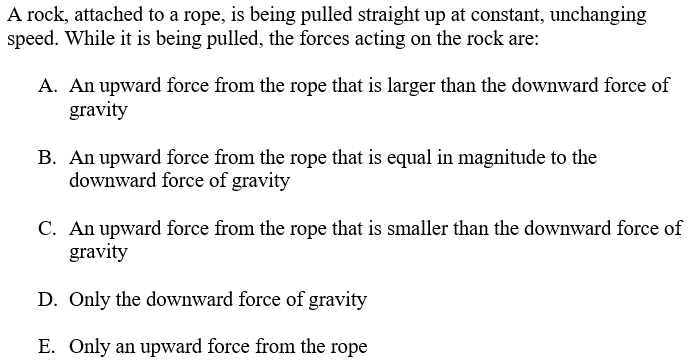 A rock, attached to a rope, is being pulled straight up at constant, unchanging
speed. While it is being pulled, the forces acting on the rock are:
A. An upward force from the rope that is larger than the downward force of
gravity
B. An upward force from the rope that is equal in magnitude to the
downward force of gravity
C. An upward force from the rope that is smaller than the downward force of
gravity
D. Only the downward force of gravity
E. Only an upward force from the rope